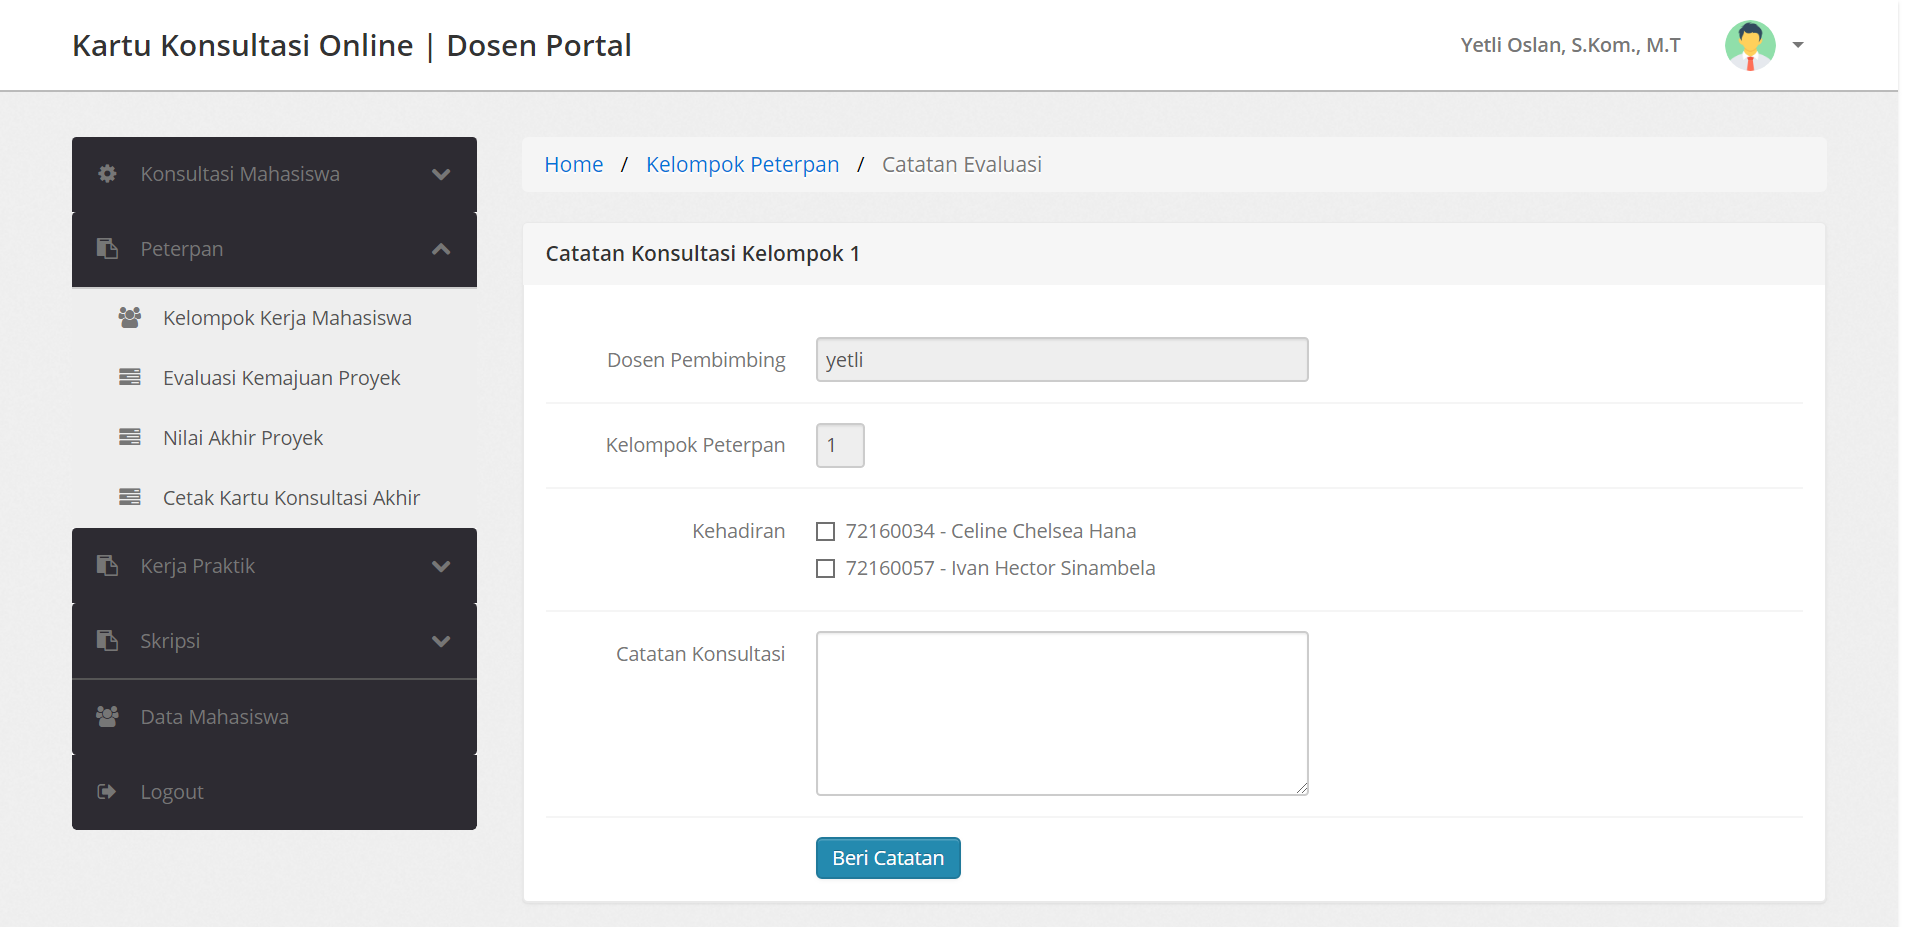 Kartu Konsultasi Online | Dosen Portal
Yetli Oslan, S.Kom., M.T
Konsultasi Mahasiswa
Peterpan
Kelompok Kerja Mahasiswa
Evaluasi Kemajuan Proyek
Nilai Akhir Proyek
Cetak Kartu Konsultasi Akhir
Kerja Praktik
Skripsi
Data Mahasiswa
Logout
Home / Kelompok Peterpan / Catatan Evaluasi
Catatan Konsultasi Kelompok 1
Dosen Pembimbing yetli
Kelompok Peterpan 1
Kehadiran 72160034 - Celine Chelsea Hana
72160057 - Ivan Hector Sinambela
Catatan Konsultasi
Beri Catatan